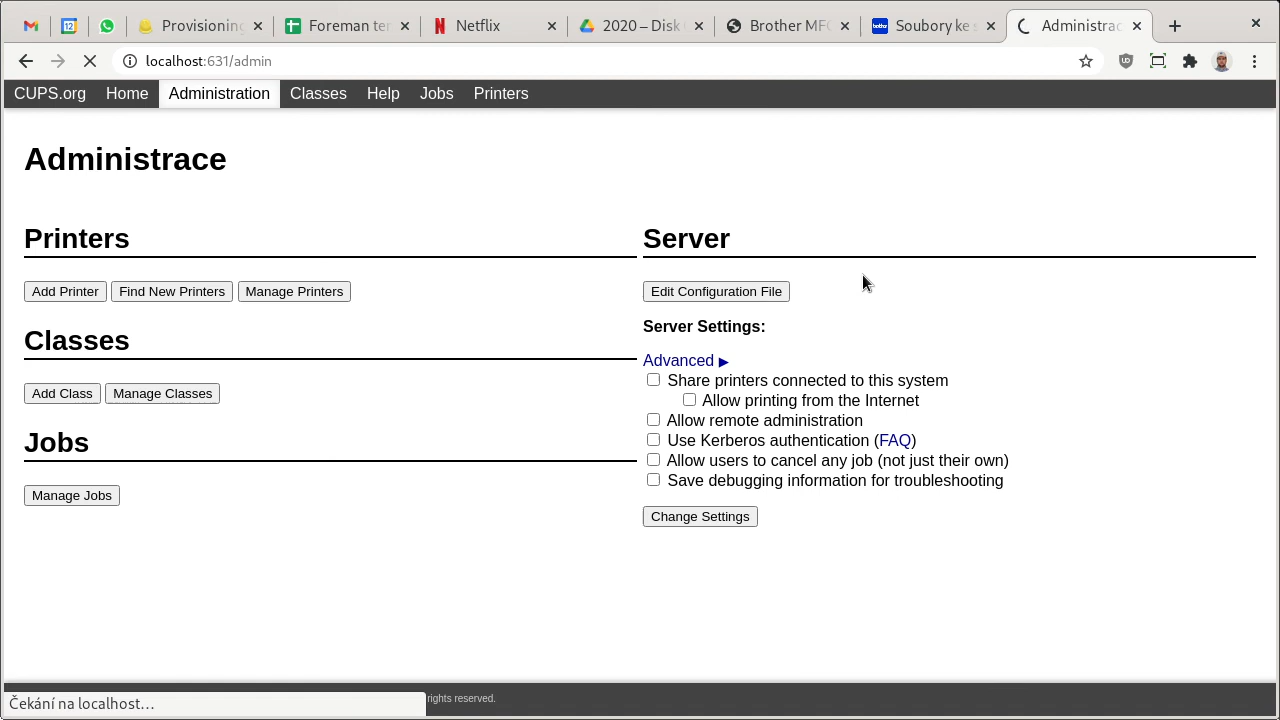 Provisioning
Foreman te
Netflix
2020 – Disk
Brother MFC
Soubory ke s
Administrac
localhost:631/admin
CUPS.org Home Administration Classes Help Jobs Printers
Administrace
Printers
Add Printer Find New Printers Manage Printers
Classes
Add Class Manage Classes
Jobs
Manage Jobs
Server
Edit Configuration File
Server Settings:
Advanced ▶
Share printers connected to this system
Allow printing from the Internet
Allow remote administration
Use Kerberos authentication (FAQ)
Allow users to cancel any job (not just their own)
Save debugging information for troubleshooting
Change Settings
rights reserved.
Čekání na localhost…